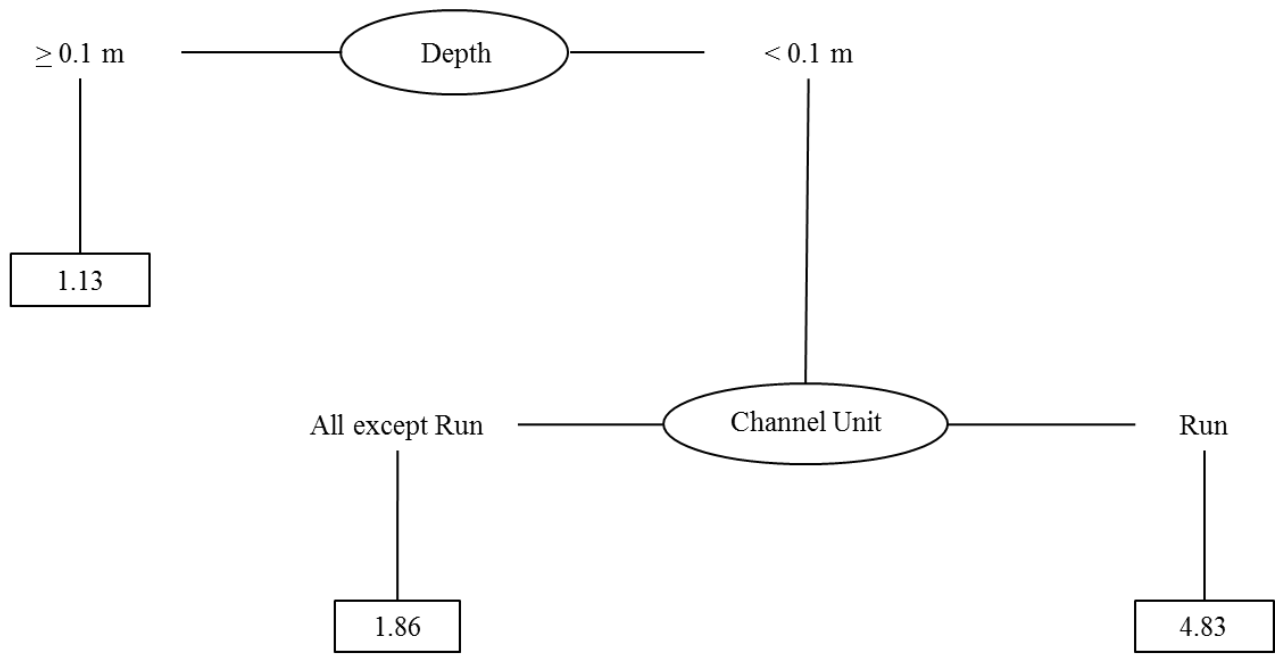 ≥ 0.1 m
Depth
< 0.1 m
1.13
All except Run
Channel Unit
Run
1.86
4.83